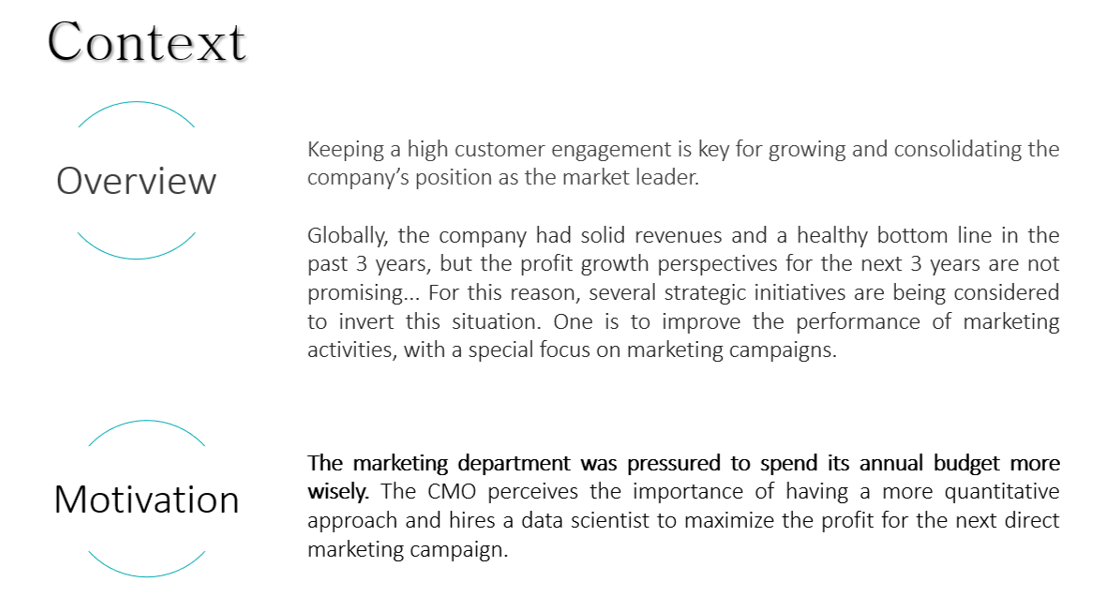 Context
Overview
Keeping a high customer engagement is key for growing and consolidating the
company's position as the market leader.
Globally, the company had solid revenues and a healthy bottom line in the
past 3 years, but the profit growth perspectives for the next 3 years are not
promising... For this reason, several strategic initiatives are being considered
to invert this situation. One is to improve the performance of marketing
activities, with a special focus on marketing campaigns.
Motivation
The marketing department was pressured to spend its annual budget more
wisely. The CMO perceives the importance of having a more quantitative
approach and hires a data scientist to maximize the profit for the next direct
marketing campaign.